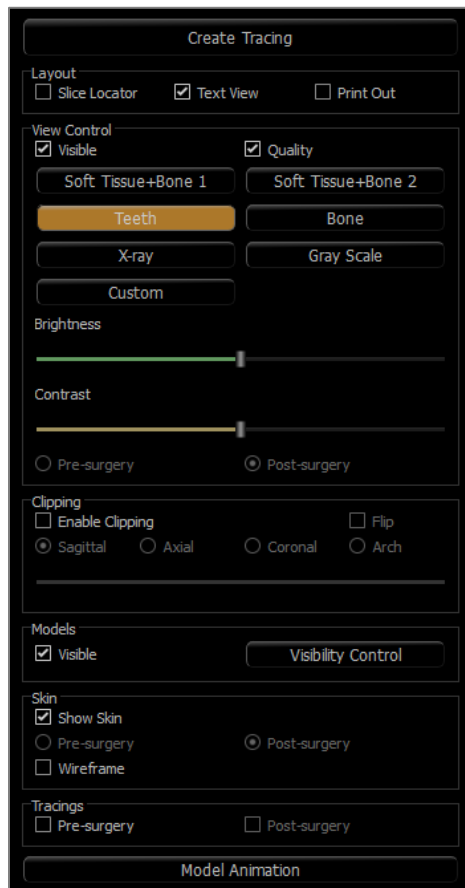 Create Tracing
Layout
Slice Locator Text View Print Out
View Control
Visible Quality
Soft Tissue+Bone 1 Soft Tissue+Bone 2
Teeth Bone
X-ray Gray Scale
Custom
Brightness
Contrast
Pre-surgery Post-surgery
Clipping
Enable Clipping Flip
Sagittal Axial Coronal Arch
Models
Visible Visibility Control
Skin
Show Skin
Pre-surgery Post-surgery
Wireframe
Tracings
Pre-surgery Post-surgery
Model Animation